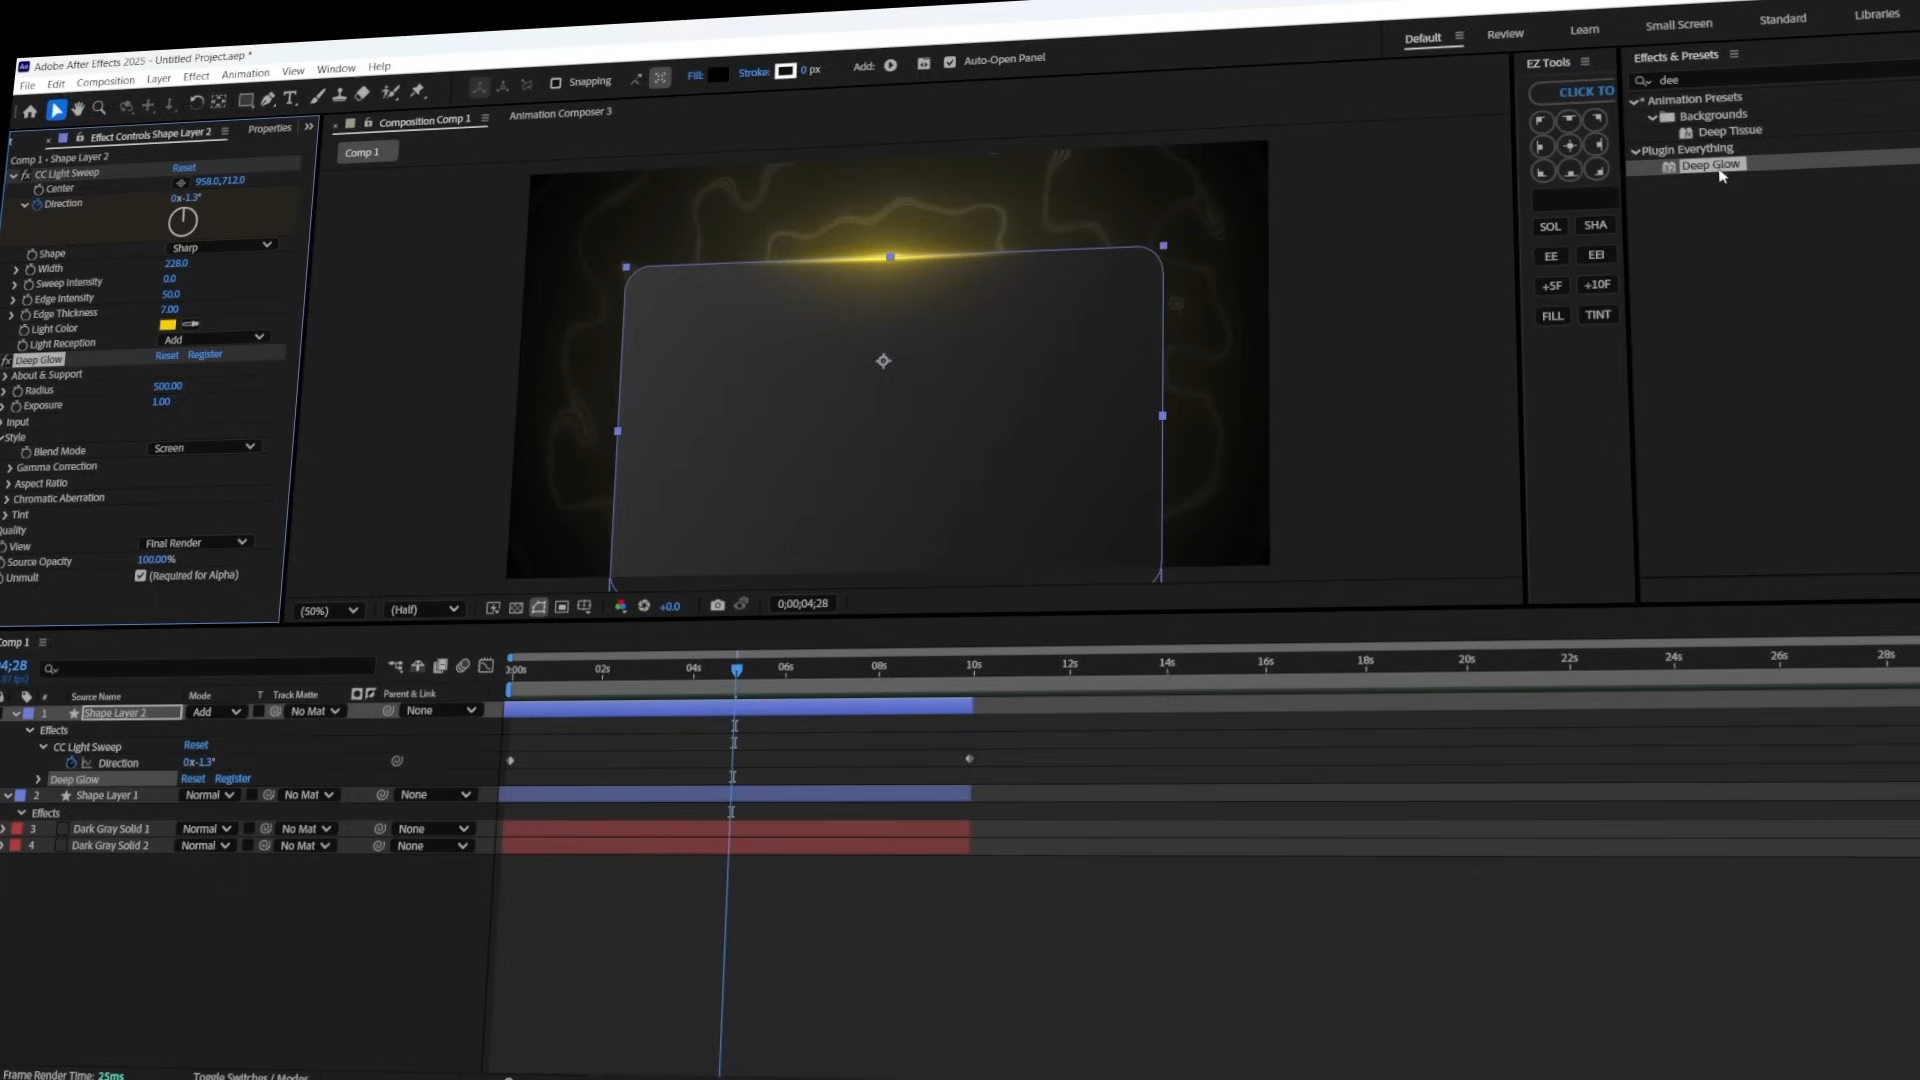 Adobe After Effects 2025 - Untitled Project.aep *
File Edit Composition Layer Effect Animation View Window Help
Snapping
Fill: Stroke: 0 px Add: Auto-Open Panel
Default Review Learn Small Screen Standard Libraries
Effect Controls Shape Layer 2
Properties
Comp 1 • Shape Layer 2
fx CC Light Sweep Reset
Center 958.0,712.0
Direction 0x-1.3°
Shape Sharp
Width 228.0
Sweep Intensity 0.0
Edge Intensity 50.0
Edge Thickness 7.00
Light Color
Light Reception Add
fx Deep Glow Reset Register
About & Support
Radius 500.00
Exposure 1.00
Input
Style
Blend Mode Screen
Gamma Correction
Aspect Ratio
Chromatic Aberration
Tint
Quality
View Final Render
Source Opacity 100.00%
Unmult (Required for Alpha)
Composition Comp 1
Animation Composer 3
Comp 1
(50%) (Half) +0.0 0;00;04;28
EZ Tools
CLICK TO
SOL SHA
EE EEI
+5F +10F
FILL TINT
Effects & Presets
dee
* Animation Presets
Backgrounds
Deep Tissue
Plugin Everything
Deep Glow
Comp 1
4;28
:00s 02s 04s 06s 08s 10s 12s 14s 16s 18s 20s 22s 24s 26s 28s
# Source Name Mode T Track Matte Parent & Link
1 Shape Layer 2 Add No Mat None
Effects
CC Light Sweep Reset
Direction 0x-1.3°
Deep Glow Reset Register
2 Shape Layer 1 Normal No Mat None
Effects
3 Dark Gray Solid 1 Normal No Mat None
4 Dark Gray Solid 2 Normal No Mat None
Frame Render Time: 25ms Toggle Switches / Modes